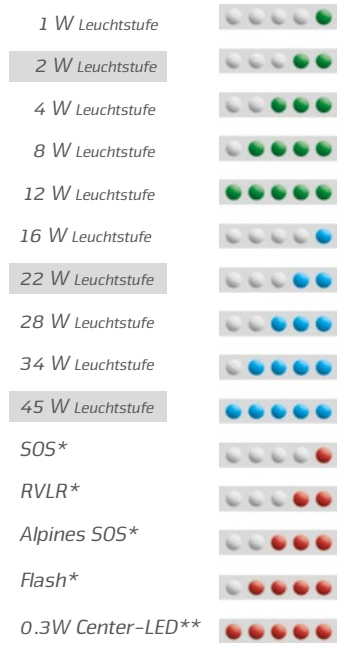 1 W Leuchtstufe
2 W Leuchtstufe
4 W Leuchtstufe
8 W Leuchtstufe
12 W Leuchtstufe
16 W Leuchtstufe
22 W Leuchtstufe
28 W Leuchtstufe
34 W Leuchtstufe
45 W Leuchtstufe
SOS*
RVLR*
Alpines SOS*
Flash*
0.3W Center-LED**